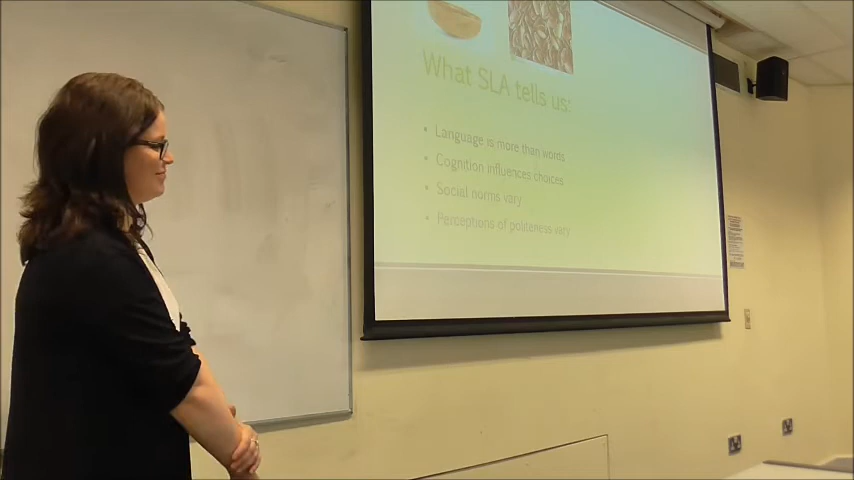 What SLA tells us:
• Language is more than words
• Cognition influences choices
• Social norms vary
• Perceptions of politeness vary